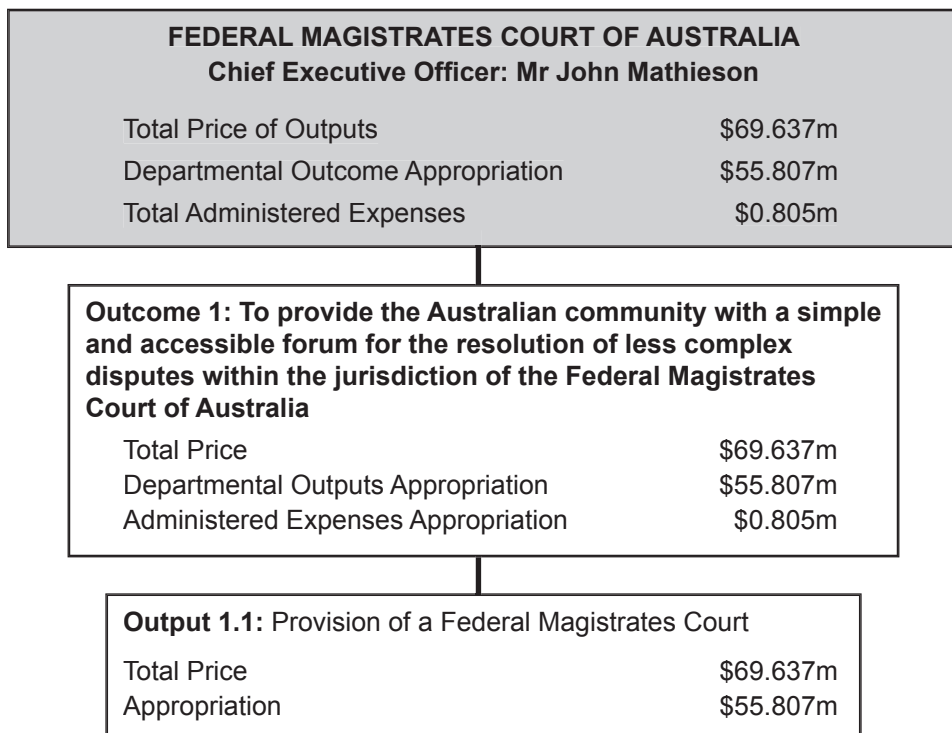 FEDERAL MAGISTRATES COURT OF AUSTRALIA
Chief Executive Officer: Mr John Mathieson
Total Price of Outputs $69.637m
Departmental Outcome Appropriation $55.807m
Total Administered Expenses $0.805m
Outcome 1: To provide the Australian community with a simple
and accessible forum for the resolution of less complex
disputes within the jurisdiction of the Federal Magistrates
Court of Australia
Total Price $69.637m
Departmental Outputs Appropriation $55.807m
Administered Expenses Appropriation $0.805m
Output 1.1: Provision of a Federal Magistrates Court
Total Price $69.637m
Appropriation $55.807m